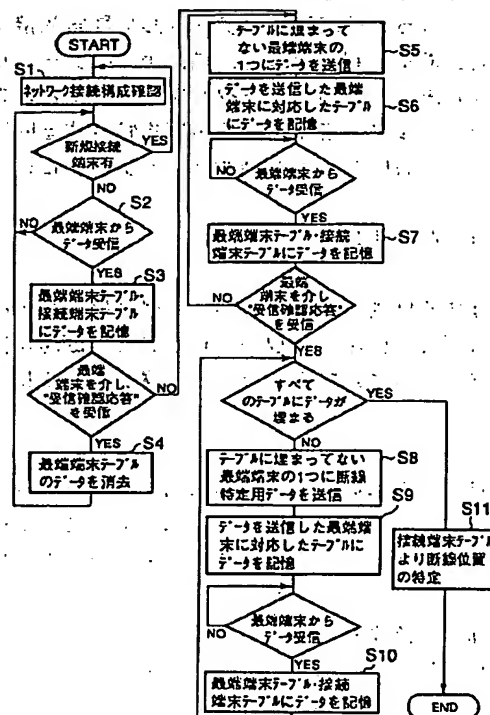 START
S1
ネットワーク接続構成確認
新規接続
端末有
YES
NO
S2
最端端末から
データ受信
NO
YES
S3
最端端末テーブル・
接続端末テーブル
にデータを記憶
最端
端末を介し、
"受信確認応答"
を受信
NO
YES
S4
最端端末テーブル
のデータを消去
テーブルに埋まって
ない最端端末の、
1つにデータを送信
S5
データを送信した最端
端末に対応したテーブル
にデータを記憶
S6
最端端末から
データ受信
NO
YES
最端端末テーブル・接続
端末テーブルにデータを記憶
S7
最端
端末を介し
"受信確認応答"
を受信
NO
YES
すべて
のテーブルにデータが
埋まる
YES
NO
S8
テーブルに埋まってない
最端端末の1つに断線
特定用データを送信
S9
データを送信した最端端
末に対応したテーブルに
データを記憶
最端端末から
データ受信
NO
YES
S10
最端端末テーブル・接続
端末テーブルにデータを記憶
S11
接続端末テーブル
より断線位置
の特定
END